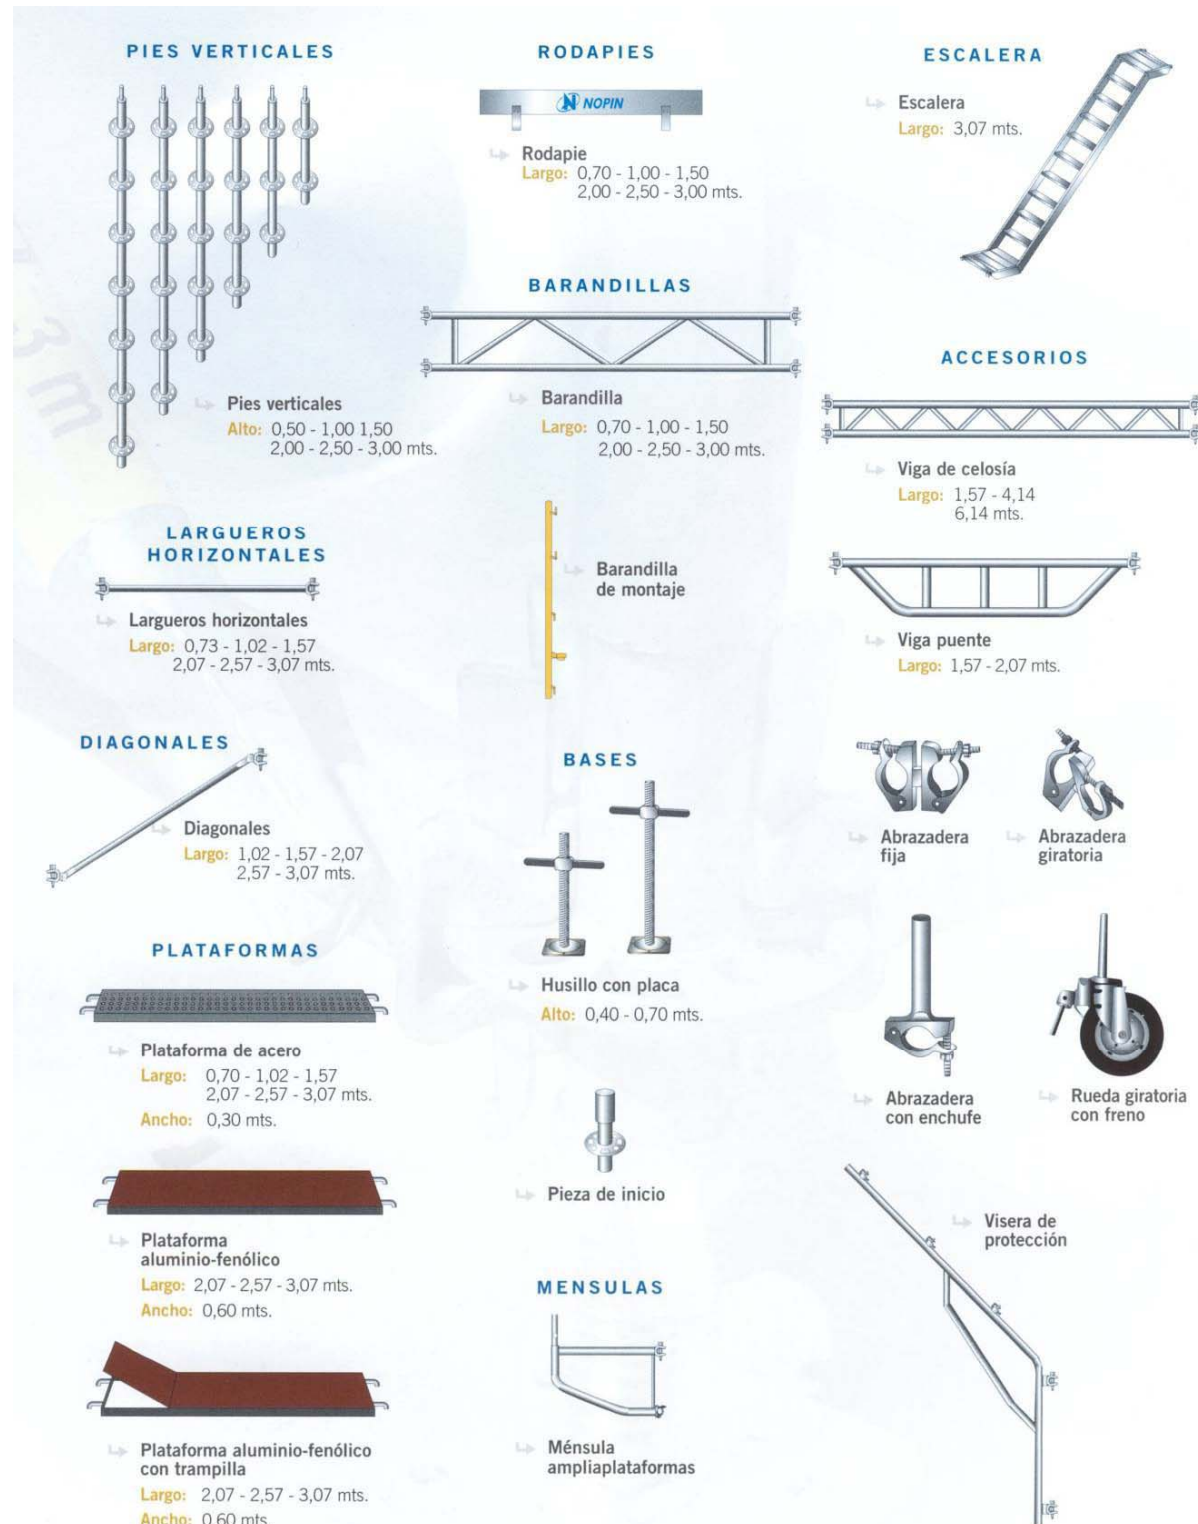 PIES VERTICALES
Pies verticales
Alto: 0,50 - 1,00 1,50
2,00 - 2,50 - 3,00 mts.
LARGUEROS
HORIZONTALES
Largueros horizontales
Largo: 0,73 - 1,02 - 1,57
2,07 - 2,57 - 3,07 mts.
DIAGONALES
Diagonales
Largo: 1,02 - 1,57 - 2,07
2,57 - 3,07 mts.
PLATAFORMAS
Plataforma de acero
Largo: 0,70 - 1,02 - 1,57
2,07 - 2,57 - 3,07 mts.
Ancho: 0,30 mts.
Plataforma
aluminio-fenólico
Largo: 2,07 - 2,57 - 3,07 mts.
Ancho: 0,60 mts.
Plataforma aluminio-fenólico
con trampilla
Largo: 2,07 - 2,57 - 3,07 mts.
Ancho: 0,60 mts.
RODAPIES
NOPIN
Rodapie
Largo: 0,70 - 1,00 - 1,50
2,00 - 2,50 - 3,00 mts.
BARANDILLAS
Barandilla
Largo: 0,70 - 1,00 - 1,50
2,00 - 2,50 - 3,00 mts.
Barandilla
de montaje
BASES
Husillo con placa
Alto: 0,40 - 0,70 mts.
Pieza de inicio
MENSULAS
Ménsula
ampliaplataformas
ESCALERA
Escalera
Largo: 3,07 mts.
ACCESORIOS
Viga de celosía
Largo: 1,57 - 4,14
6,14 mts.
Viga puente
Largo: 1,57 - 2,07 mts.
Abrazadera
fija
Abrazadera
giratoria
Abrazadera
con enchufe
Rueda giratoria
con freno
Visera de
protección
3 m